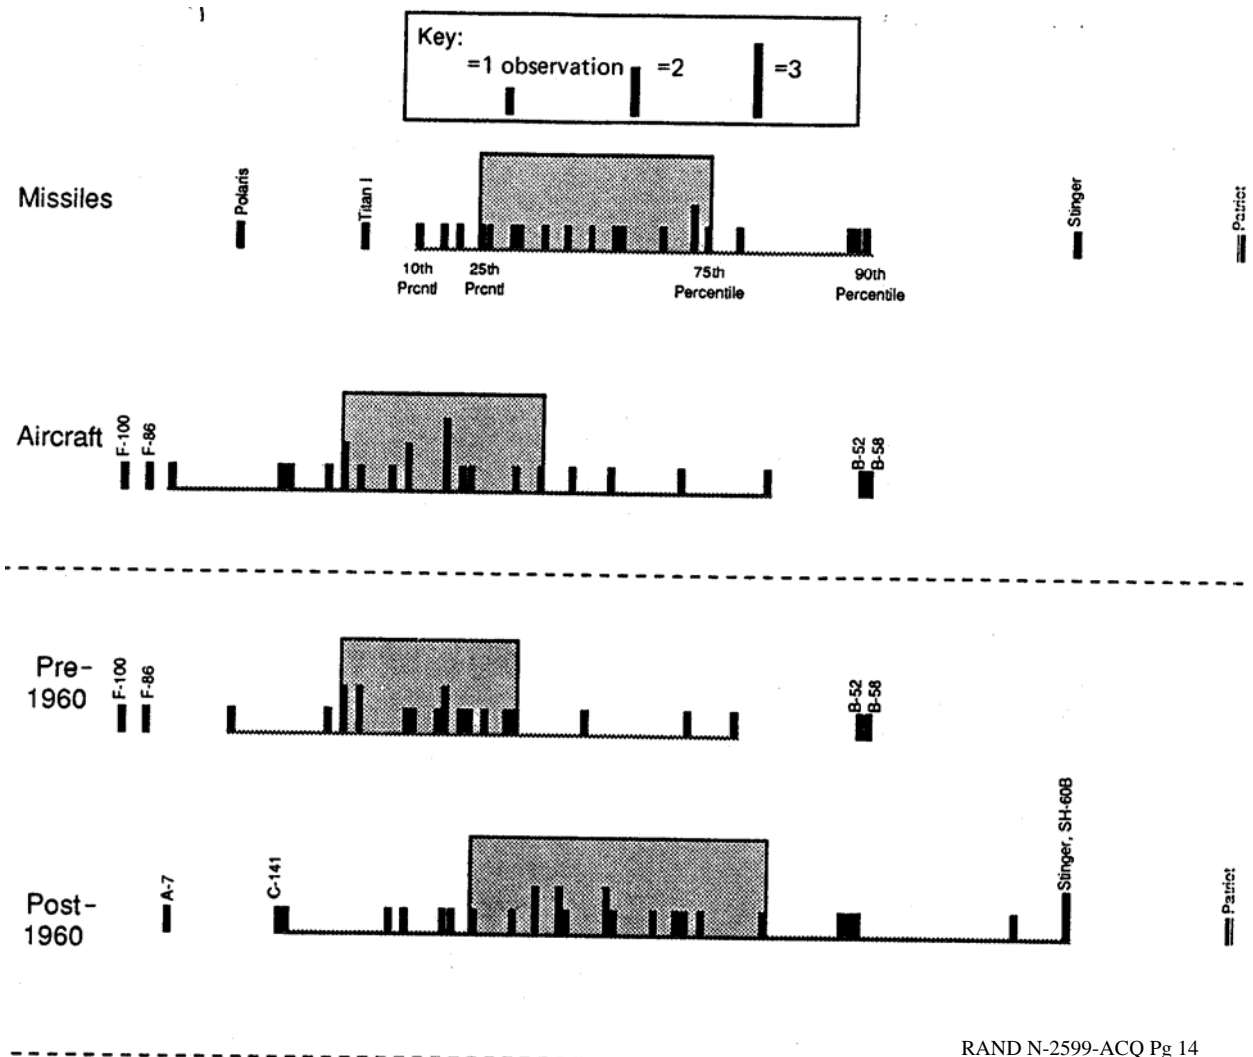 Key:
=1 observation
=2
=3
Missiles
Polaris
Titan I
Stinger
Patriot
10th
Prcntl
25th
Prcntl
75th
Percentile
90th
Percentile
Aircraft
F-100
F-86
B-52
B-58
Pre-
1960
F-100
F-86
B-52
B-58
Post-
1960
A-7
C-141
Stinger, SH-60B
Patriot
RAND N-2599-ACQ Pg 14